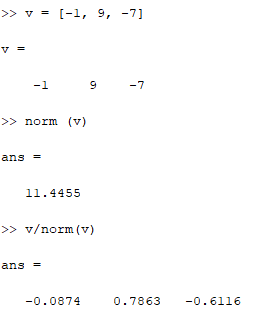 >> v = [-1, 9, -7]
v =
-1 9 -7
>> norm (v)
ans =
11.4455
>> v/norm(v)
ans =
-0.0874 0.7863 -0.6116